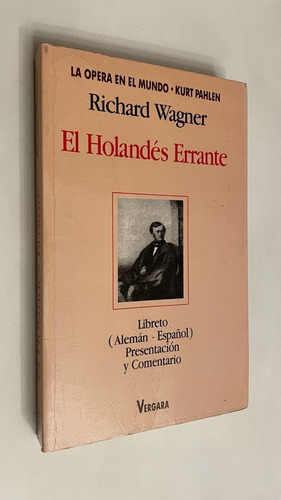 LA OPERA EN EL MUNDO · KURT PAHLEN
Richard Wagner
El Holandés Errante
Libreto
(Alemán - Español)
Presentación
y Comentario
VERGARA